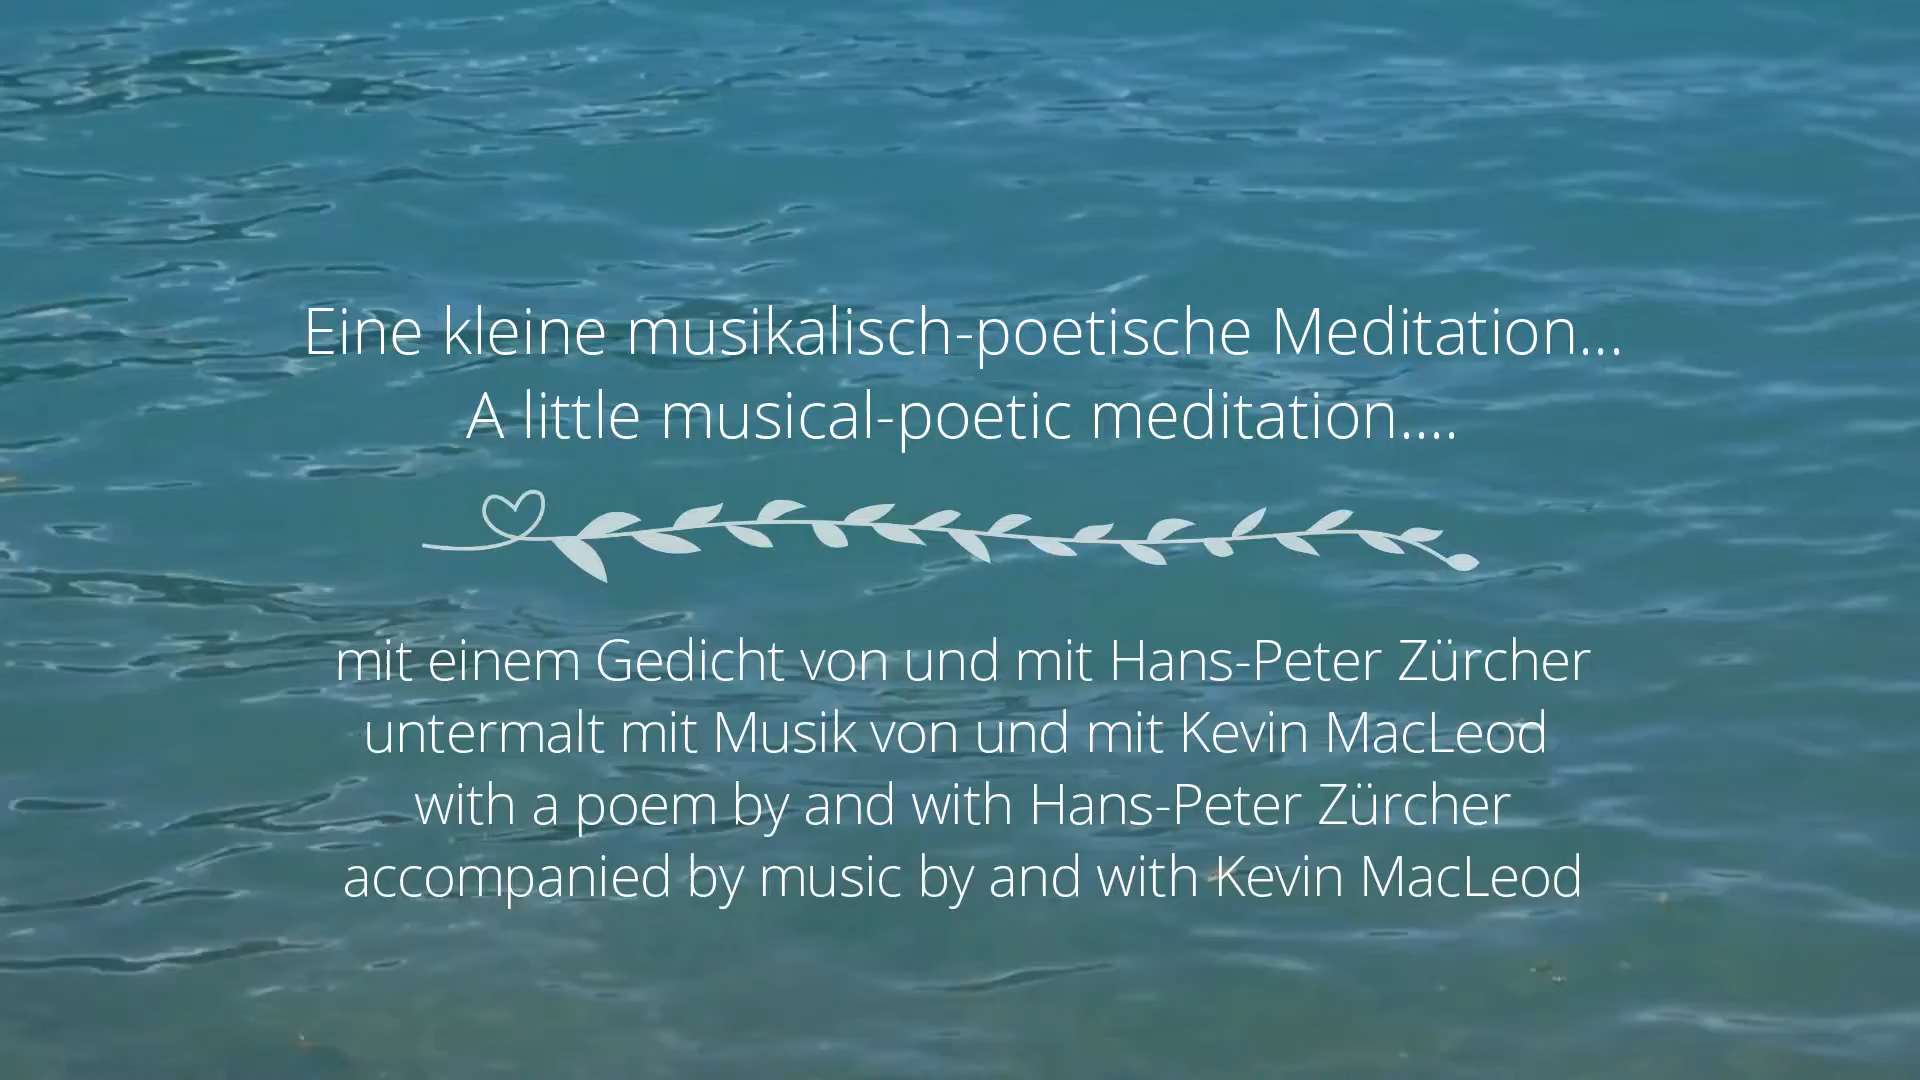 Eine kleine musikalisch-poetische Meditation...
A little musical-poetic meditation....
mit einem Gedicht von und mit Hans-Peter Zürcher
untermalt mit Musik von und mit Kevin MacLeod
with a poem by and with Hans-Peter Zürcher
accompanied by music by and with Kevin MacLeod